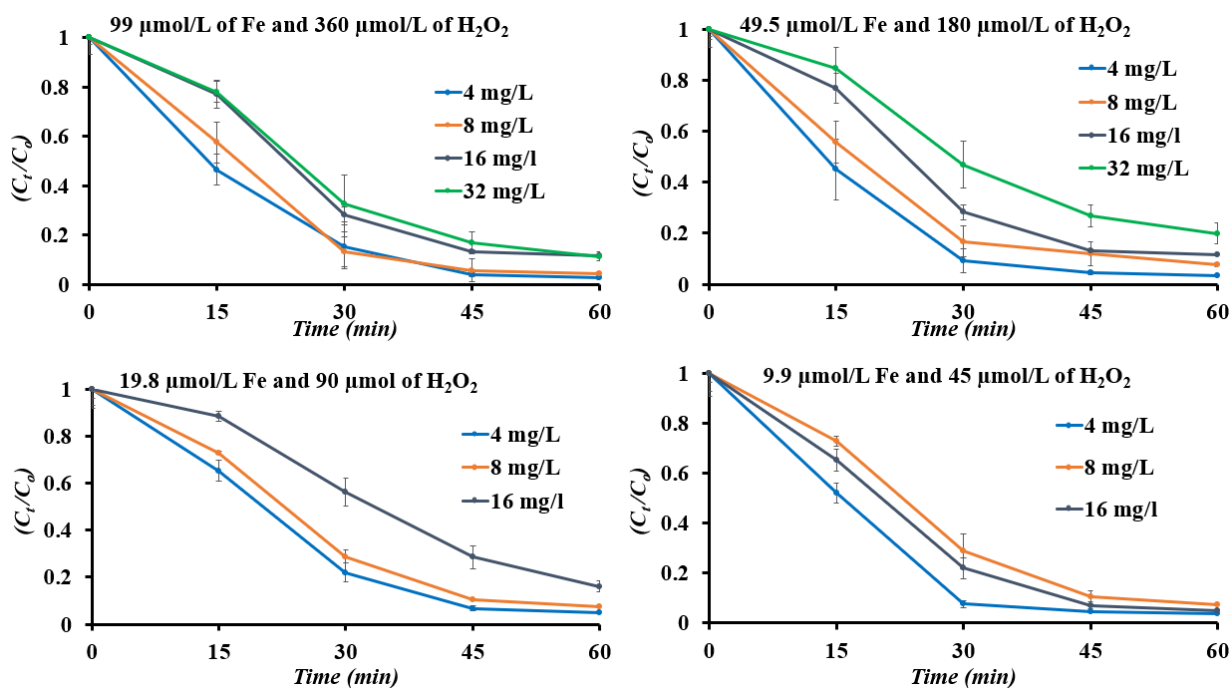 99 µmol/L of Fe and 360 µmol/L of H₂O₂
1
0.8
0.6
0.4
0.2
0
(Cₜ/Cₒ)
4 mg/L
8 mg/L
16 mg/l
32 mg/L
0 15 30 45 60
Time (min)
49.5 µmol/L Fe and 180 µmol/L of H₂O₂
1
0.8
0.6
0.4
0.2
0
(Cₜ/Cₒ)
4 mg/L
8 mg/L
16 mg/l
32 mg/L
0 15 30 45 60
Time (min)
19.8 µmol/L Fe and 90 µmol of H₂O₂
1
0.8
0.6
0.4
0.2
0
(Cₜ/Cₒ)
4 mg/L
8 mg/L
16 mg/l
0 15 30 45 60
Time (min)
9.9 µmol/L Fe and 45 µmol/L of H₂O₂
1
0.8
0.6
0.4
0.2
0
(Cₜ/Cₒ)
4 mg/L
8 mg/L
16 mg/l
0 15 30 45 60
Time (min)